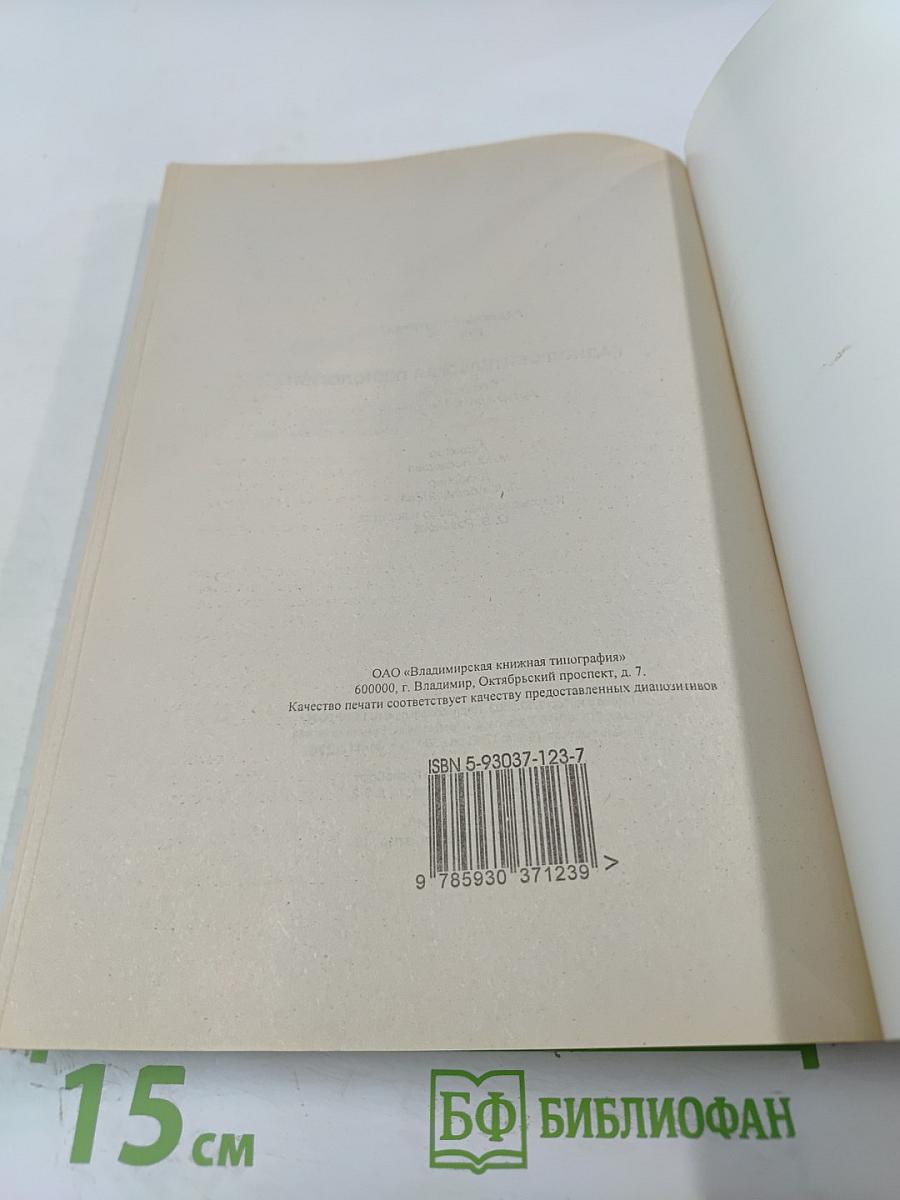 ОАО «Владимирская книжная типография»
600000, г. Владимир, Октябрьский проспект, д. 7.
Качество печати соответствует качеству предоставленных диапозитивов
ISBN 5-93037-123-7
9 785930 371239 >
15 см
БФ БИБЛИОФАН